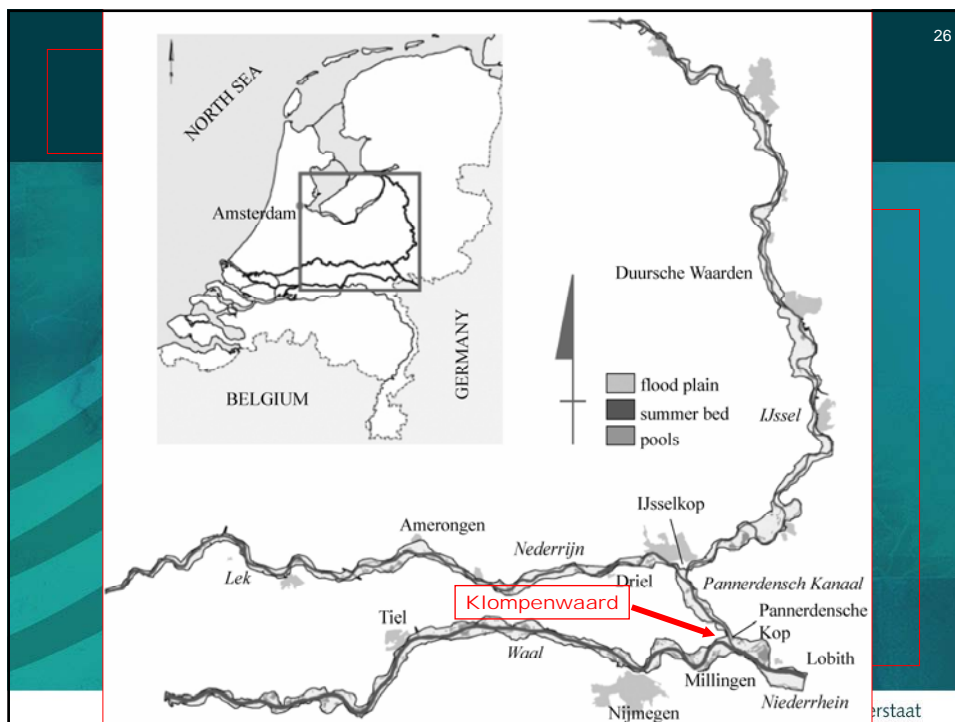 26
NORTH SEA
Amsterdam
GERMANY
BELGIUM
Duursche Waarden
flood plain
summer bed
pools
IJssel
IJsselkop
Amerongen
Nederrijn
Lek
Driel
Pannerdensch Kanaal
Klompenwaard
Pannerdensche
Kop
Tiel
Waal
Lobith
Millingen
Niederrhein
Nijmegen
erstaat